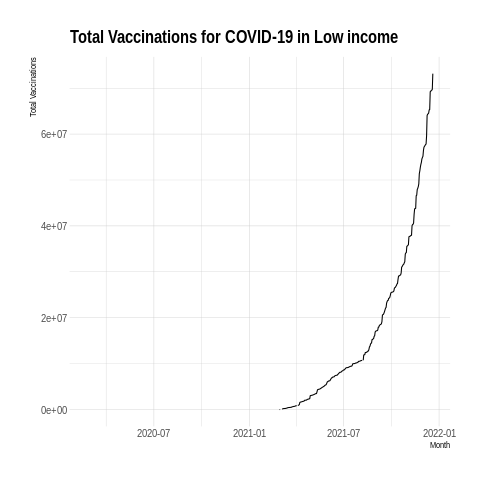 Total Vaccinations for COVID-19 in Low income
Total Vaccinations
6e+07
4e+07
2e+07
0e+00
2020-07 2021-01 2021-07 2022-01
Month